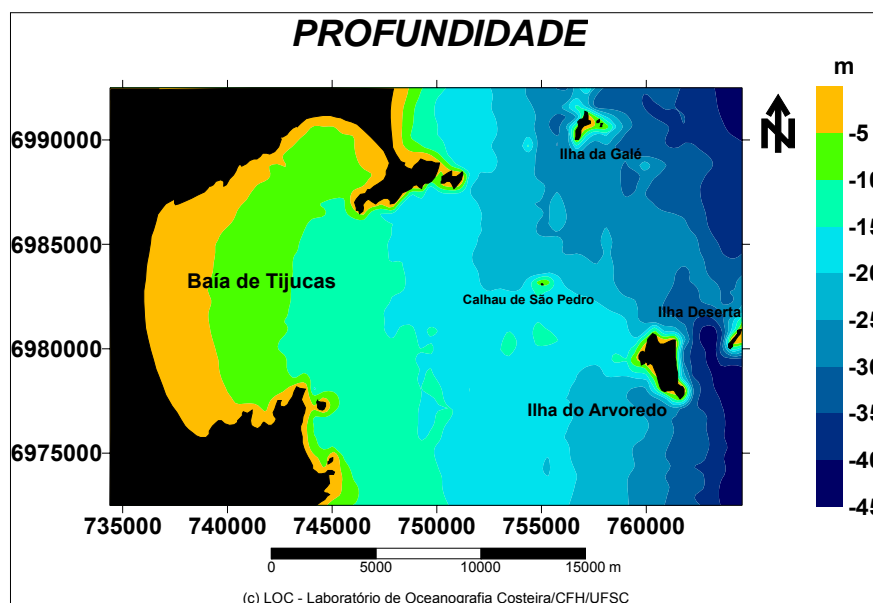 PROFUNDIDADE
m
N
6990000
6985000
6980000
6975000
Ilha da Galé
Baía de Tijucas
Calhau de São Pedro
Ilha Deserta
Ilha do Arvoredo
-5
-10
-15
-20
-25
-30
-35
-40
-45
735000 740000 745000 750000 755000 760000
0 5000 10000 15000 m
(c) LOC - Laboratório de Oceanografia Costeira/CFH/UFSC